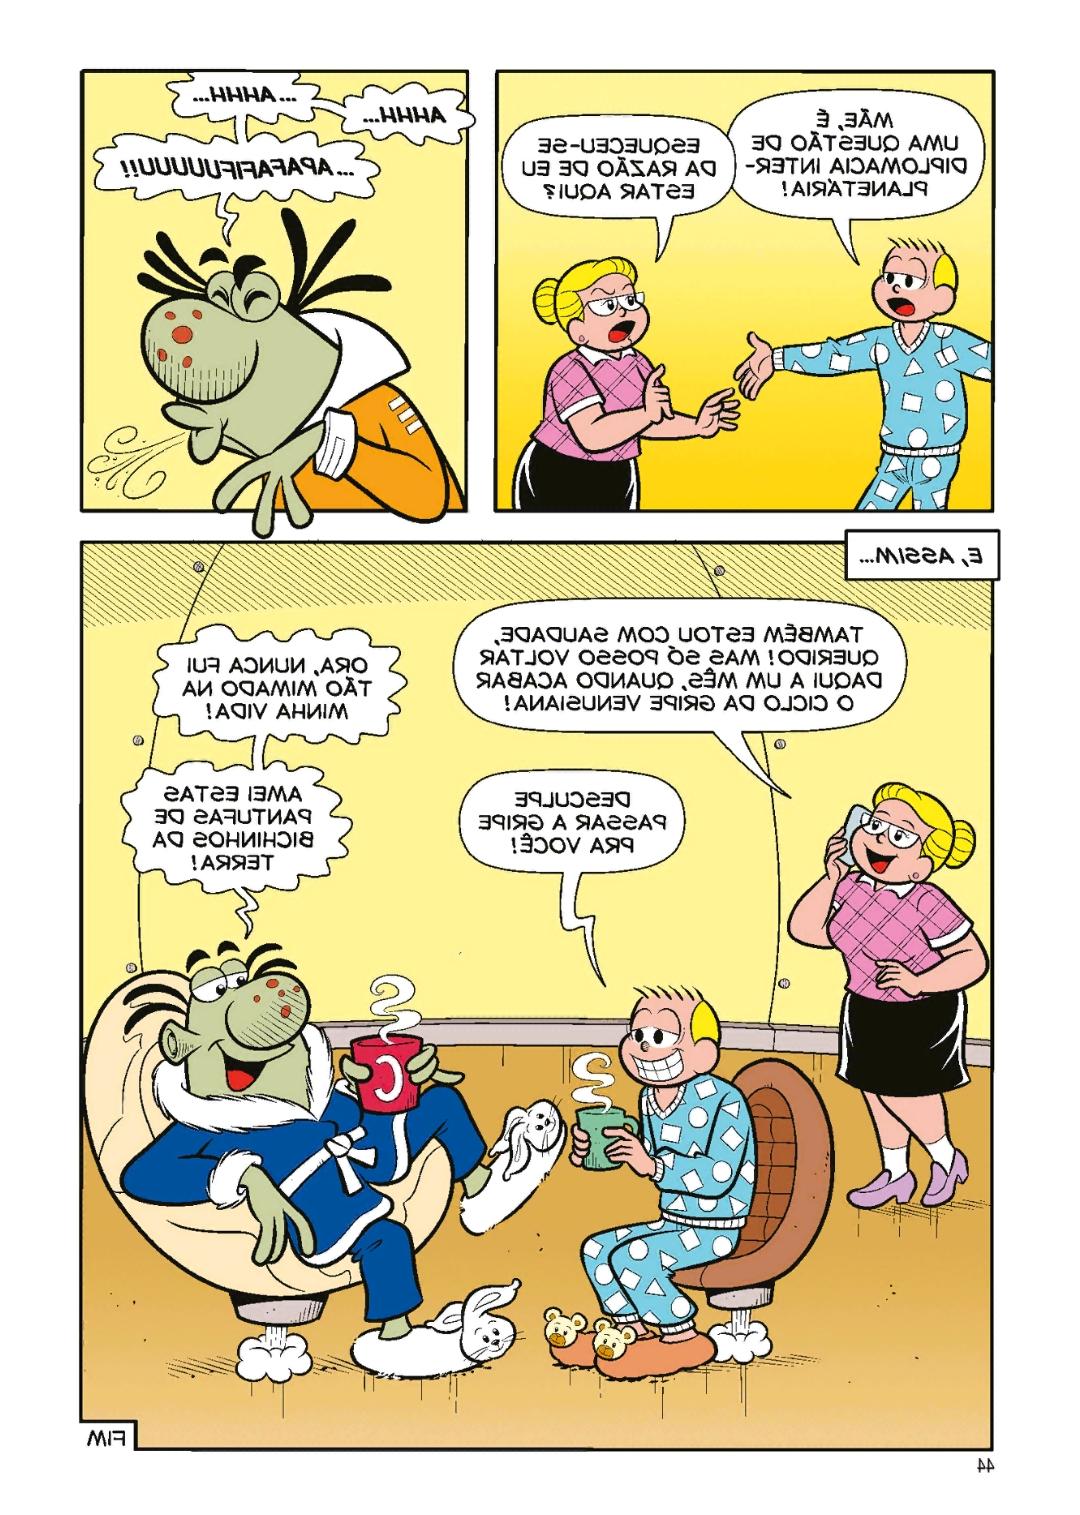 MÃE, É
UMA QUESTÃO DE
DIPLOMACIA INTER-
PLANETÁRIA!
ESQUECEU-SE
DA RAZÃO DE EU
ESTAR AQUI?
AHHH...
...AHHH...
...APAFAFIFUUUUUU!!
E, ASSIM...
TAMBÉM ESTOU COM SAUDADE,
QUERIDO! MAS SÓ POSSO VOLTAR
DAQUI A UM MÊS, QUANDO ACABAR
O CICLO DA GRIPE VENUSIANA!
DESCULPE
PASSAR A GRIPE
PRA VOCÊ!
ORA, NUNCA FUI
TÃO MIMADO NA
MINHA VIDA!
AMEI ESTAS
PANTUFAS DE
BICHINHOS DA
TERRA!
C
FIM
44